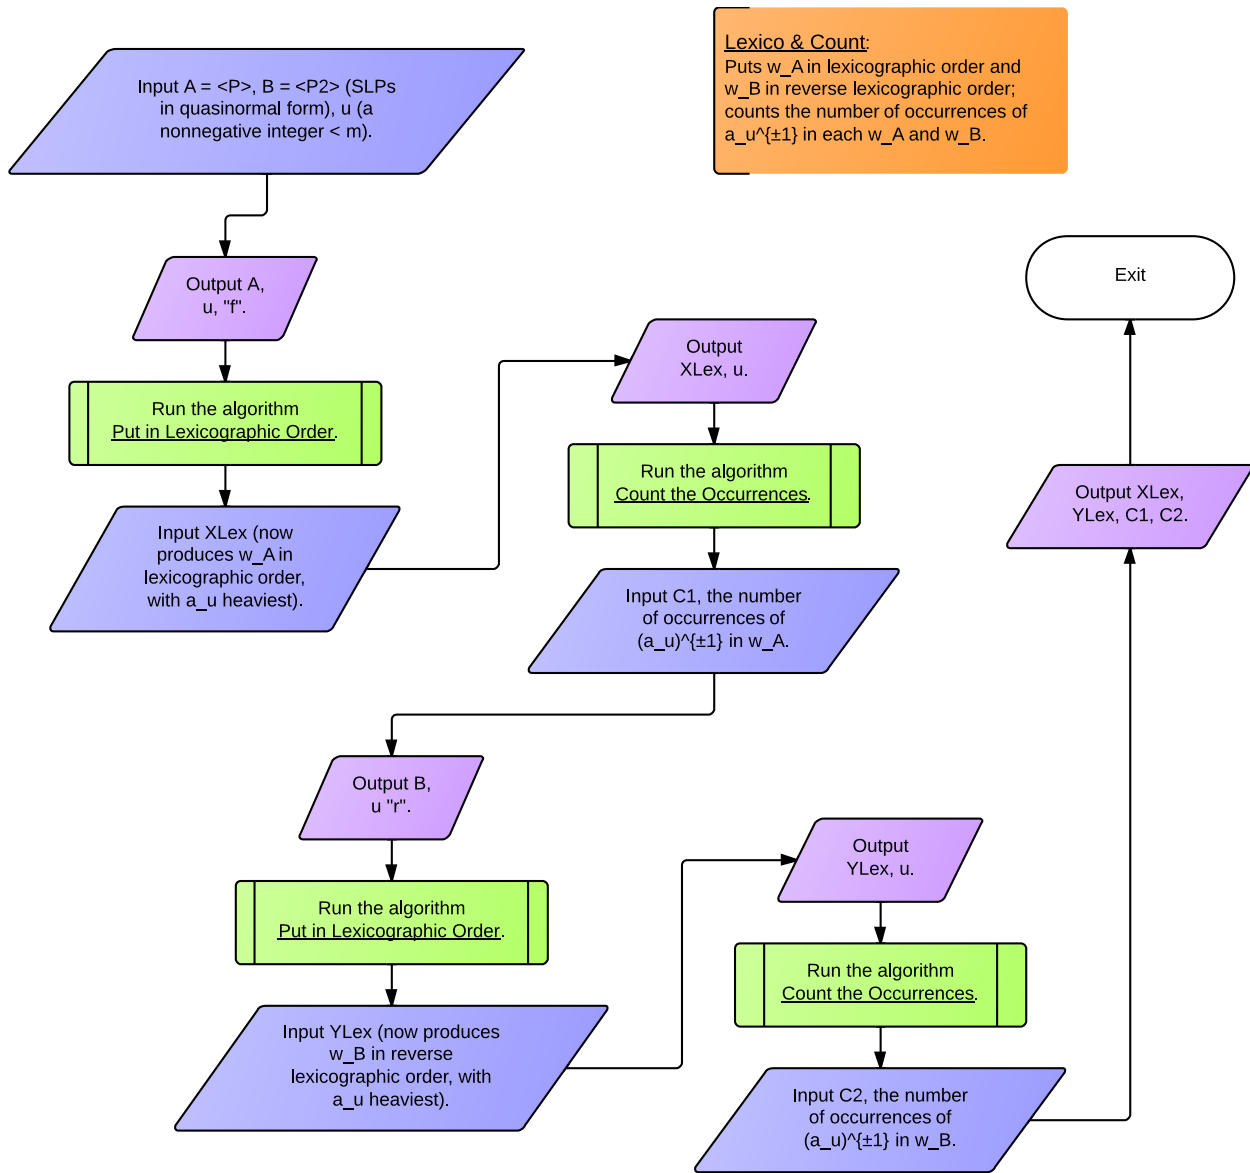 Input A = <P>, B = <P2> (SLPs
in quasinormal form), u (a
nonnegative integer < m).
Lexico & Count:
Puts w_A in lexicographic order and
w_B in reverse lexicographic order;
counts the number of occurrences of
a_u^{±1} in each w_A and w_B.
Output A,
u, "f".
Run the algorithm
Put in Lexicographic Order.
Input XLex (now
produces w_A in
lexicographic order,
with a_u heaviest).
Output
XLex, u.
Run the algorithm
Count the Occurrences.
Input C1, the number
of occurrences of
(a_u)^{±1} in w_A.
Output B,
u "r".
Run the algorithm
Put in Lexicographic Order.
Input YLex (now produces
w_B in reverse
lexicographic order, with
a_u heaviest).
Output
YLex, u.
Run the algorithm
Count the Occurrences.
Input C2, the number
of occurrences of
(a_u)^{±1} in w_B.
Output XLex,
YLex, C1, C2.
Exit